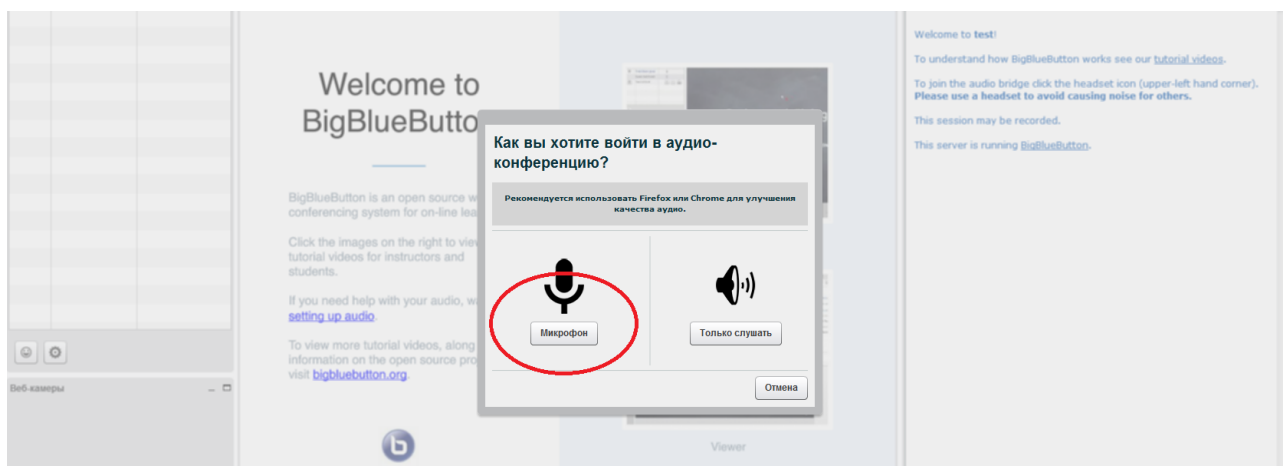 Welcome to
BigBlueButto
BigBlueButton is an open source w
conferencing system for on-line lea
Click the images on the right to view
tutorial videos for instructors and
students.
If you need help with your audio, w
setting up audio.
To view more tutorial videos, along
information on the open source pro
visit bigbluebutton.org.
b
Веб-камеры
Как вы хотите войти в аудио-
конференцию?
Рекомендуется использовать Firefox или Chrome для улучшения
качества аудио.
Микрофон
Только слушать
Отмена
Viewer
Welcome to test!
To understand how BigBlueButton works see our tutorial videos.
To join the audio bridge click the headset icon (upper-left hand corner).
Please use a headset to avoid causing noise for others.
This session may be recorded.
This server is running BigBlueButton.